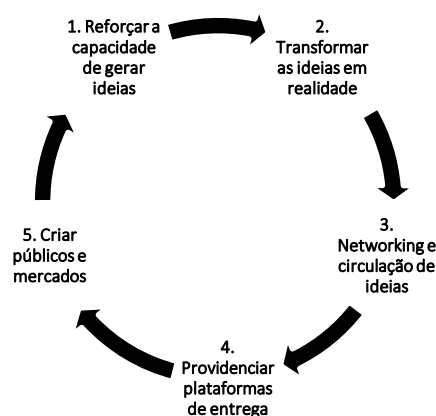 1. Reforçar a
capacidade
de gerar
ideias
2.
Transformar
as ideias em
realidade
3.
Networking e
circulação de
ideias
4.
Providenciar
plataformas
de entrega
5. Criar
públicos e
mercados